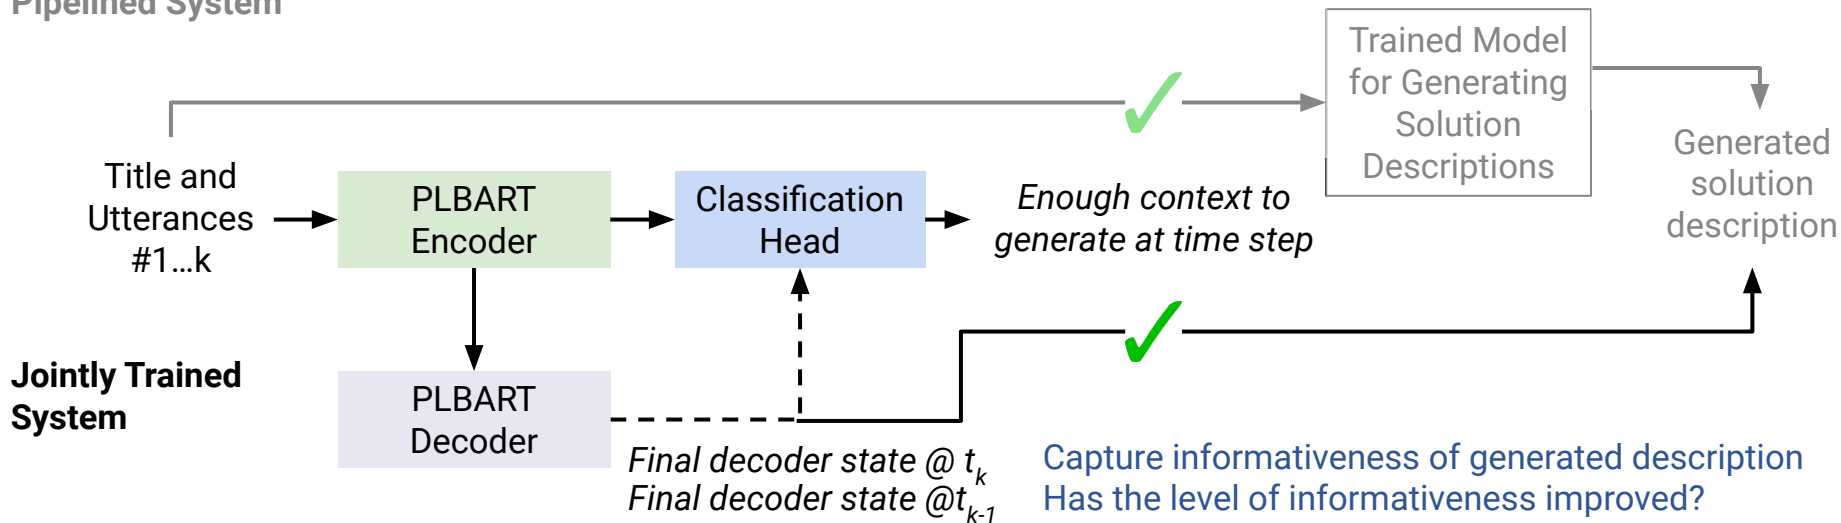 Pipelined System
Trained Model
for Generating
Solution
Descriptions
Generated
solution
description
Title and
Utterances
#1...k
PLBART
Encoder
Classification
Head
Enough context to
generate at time step
Jointly Trained
System
PLBART
Decoder
Final decoder state @ tk
Final decoder state @tk-1
Capture informativeness of generated description
Has the level of informativeness improved?